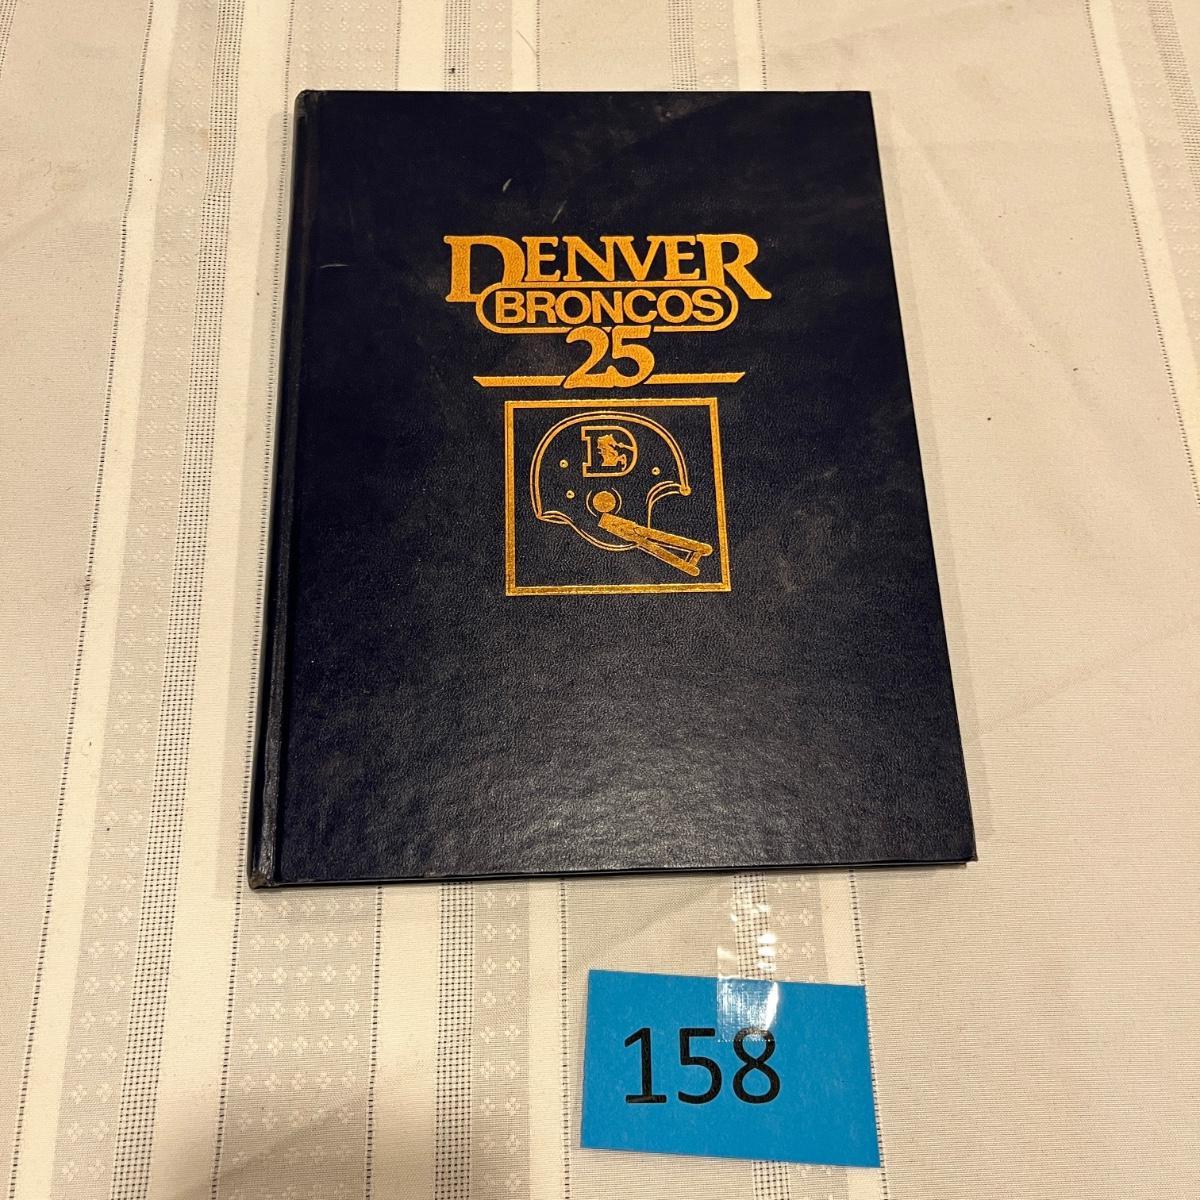 DENVER
BRONCOS
25
D
158